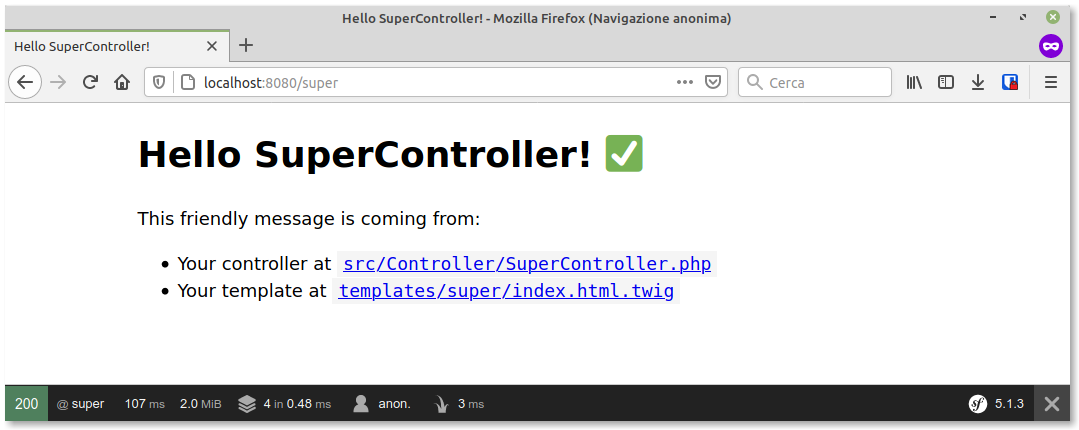 Hello SuperController! - Mozilla Firefox (Navigazione anonima)
Hello SuperController!
localhost:8080/super
Cerca
Hello SuperController! ✅
This friendly message is coming from:
• Your controller at src/Controller/SuperController.php
• Your template at templates/super/index.html.twig
200 @ super 107 ms 2.0 MiB 4 in 0.48 ms anon. 3 ms sf 5.1.3